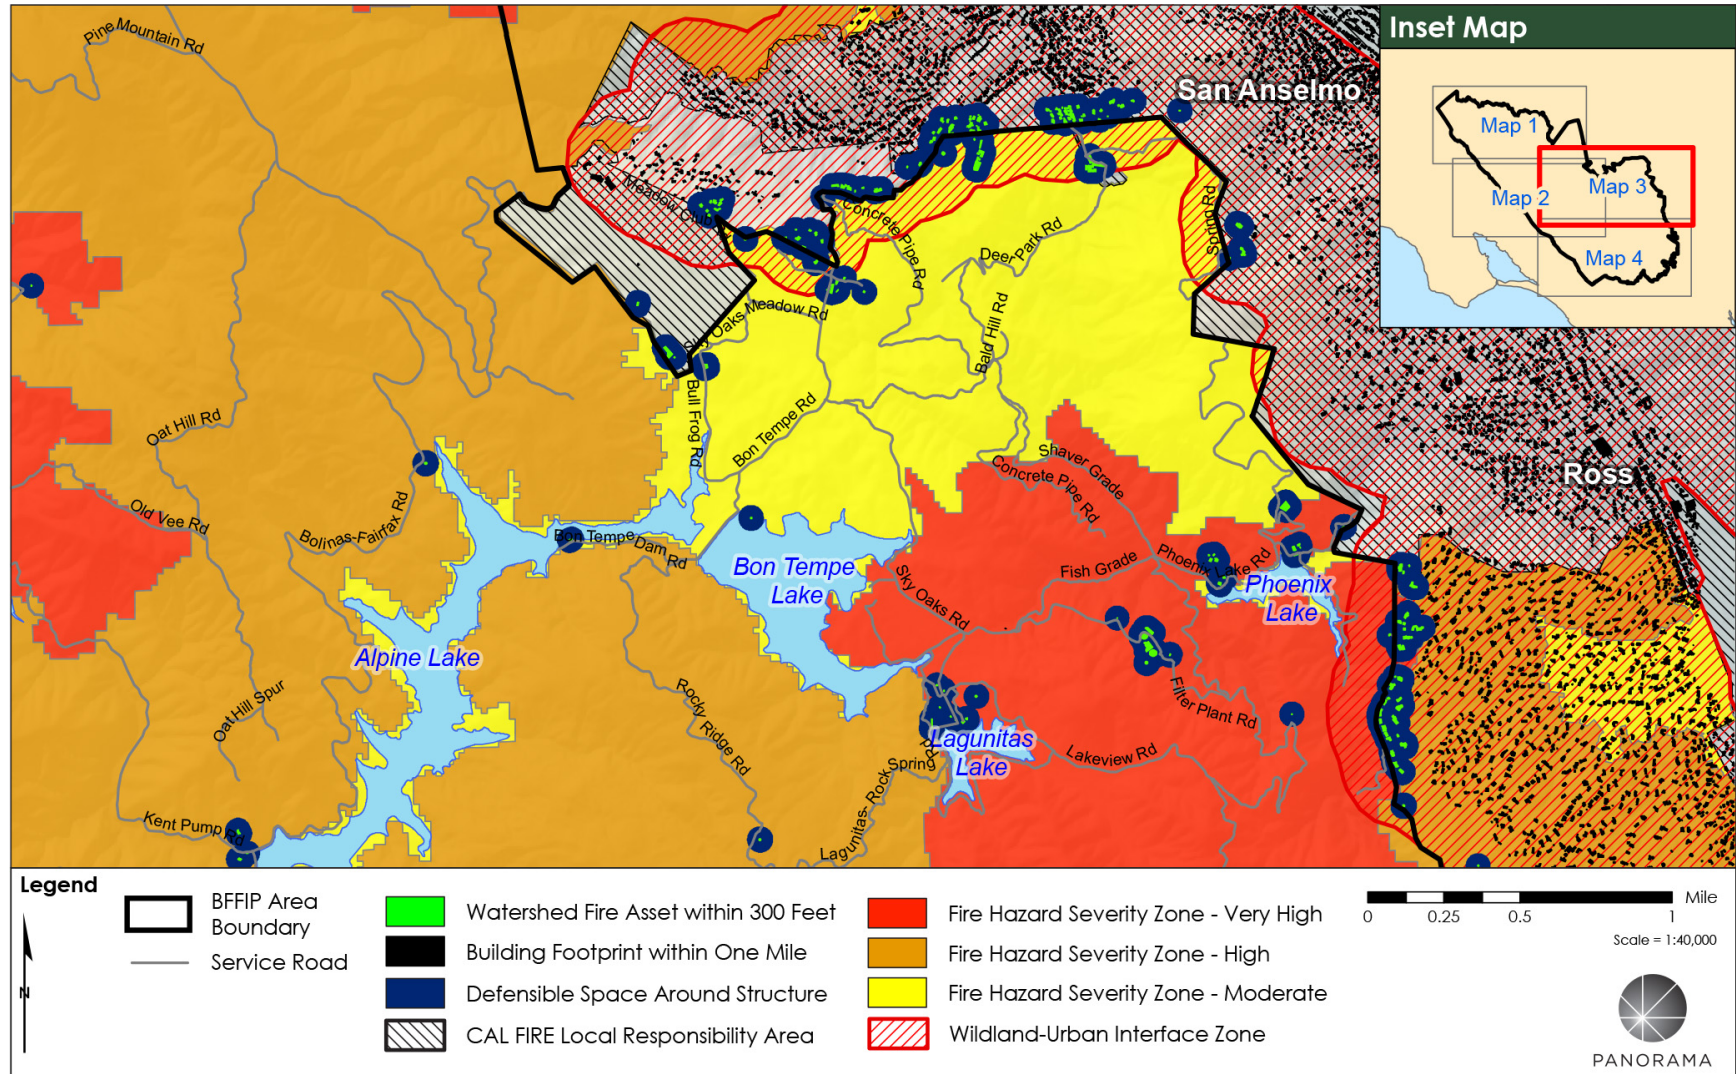 Pine Mountain Rd
San Anselmo
Inset Map
Map 1
Map 2
Map 3
Map 4
Meadow Club
Concrete Pipe Rd
Deer Park Rd
Shaded Rd
Sky Oaks Meadow Rd
Bald Hill Rd
Bull Frog Rd
Bon Tempe Rd
Oat Hill Rd
Old Vee Rd
Bolinas-Fairfax Rd
Bon Tempe Dam Rd
Shaver Grade
Concrete Pipe Rd
Ross
Bon Tempe
Lake
Sky Oaks Rd
Fish Grade
Phoenix Lake Rd
Phoenix
Lake
Alpine Lake
Oat Hill Spur
Rocky Ridge Rd
Filter Plant Rd
Lagunitas
Lake
Lakeview Rd
Lagunitas- Rock Spring Rd
Kent Pump Rd
Legend
N
BFFIP Area
Boundary
Service Road
Watershed Fire Asset within 300 Feet
Building Footprint within One Mile
Defensible Space Around Structure
CAL FIRE Local Responsibility Area
Fire Hazard Severity Zone - Very High
Fire Hazard Severity Zone - High
Fire Hazard Severity Zone - Moderate
Wildland-Urban Interface Zone
Mile
0 0.25 0.5 1
Scale = 1:40,000
PANORAMA